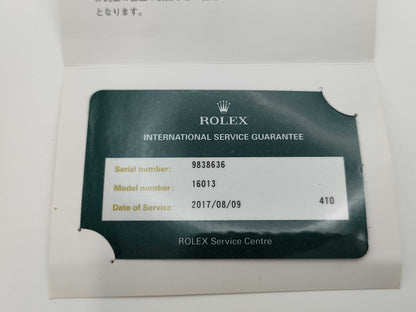 となります。
ROLEX
INTERNATIONAL SERVICE GUARANTEE
Serial number: 9838636
Model number: 16013
Date of Service: 2017/08/09 410
ROLEX Service Centre